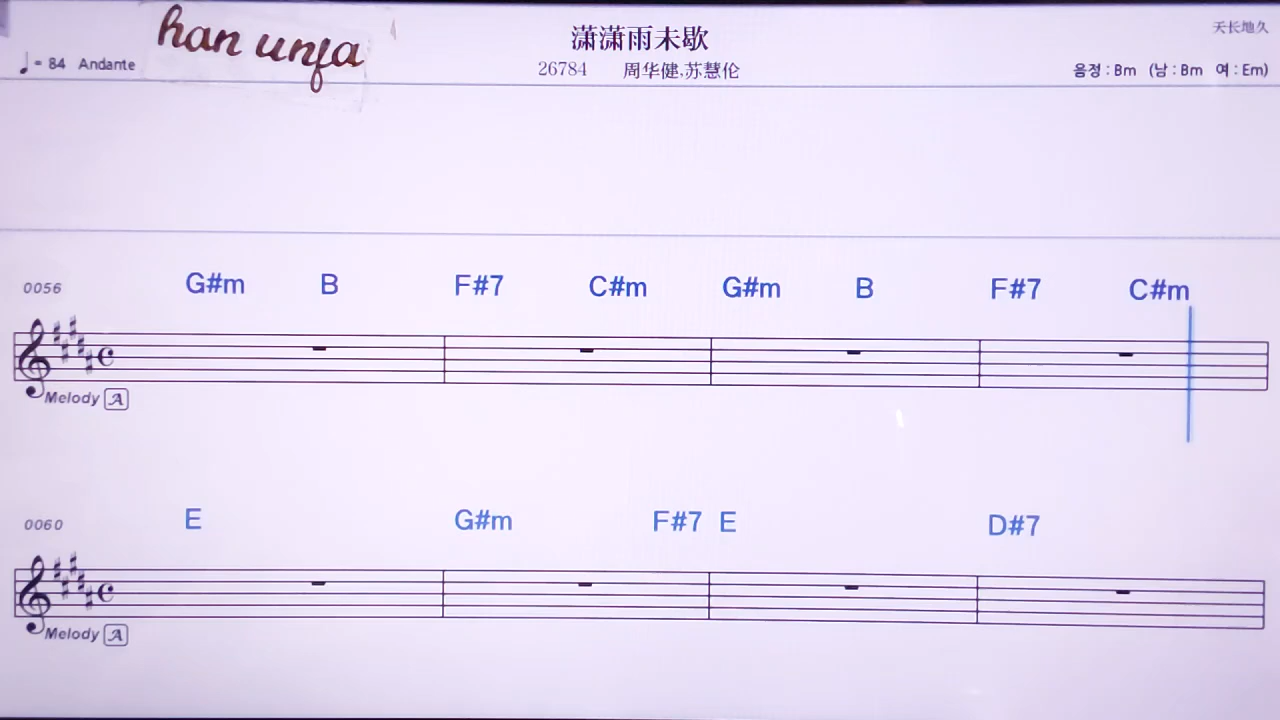 han unfa
潇潇雨未歇
天长地久
♩= 84 Andante
26784 周华健,苏慧伦
음정 : Bm (남 : Bm 여 : Em)
0056 G#m B F#7 C#m G#m B F#7 C#m
Melody A
0060 E G#m F#7 E D#7
Melody A